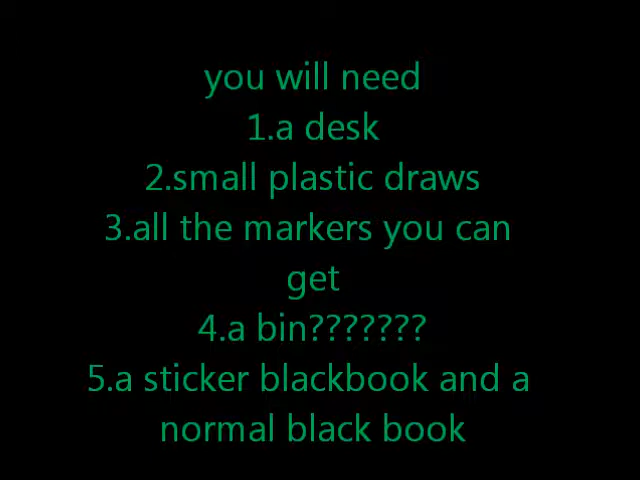 you will need
1.a desk
2.small plastic draws
3.all the markers you can
get
4.a bin???????
5.a sticker blackbook and a
normal black book